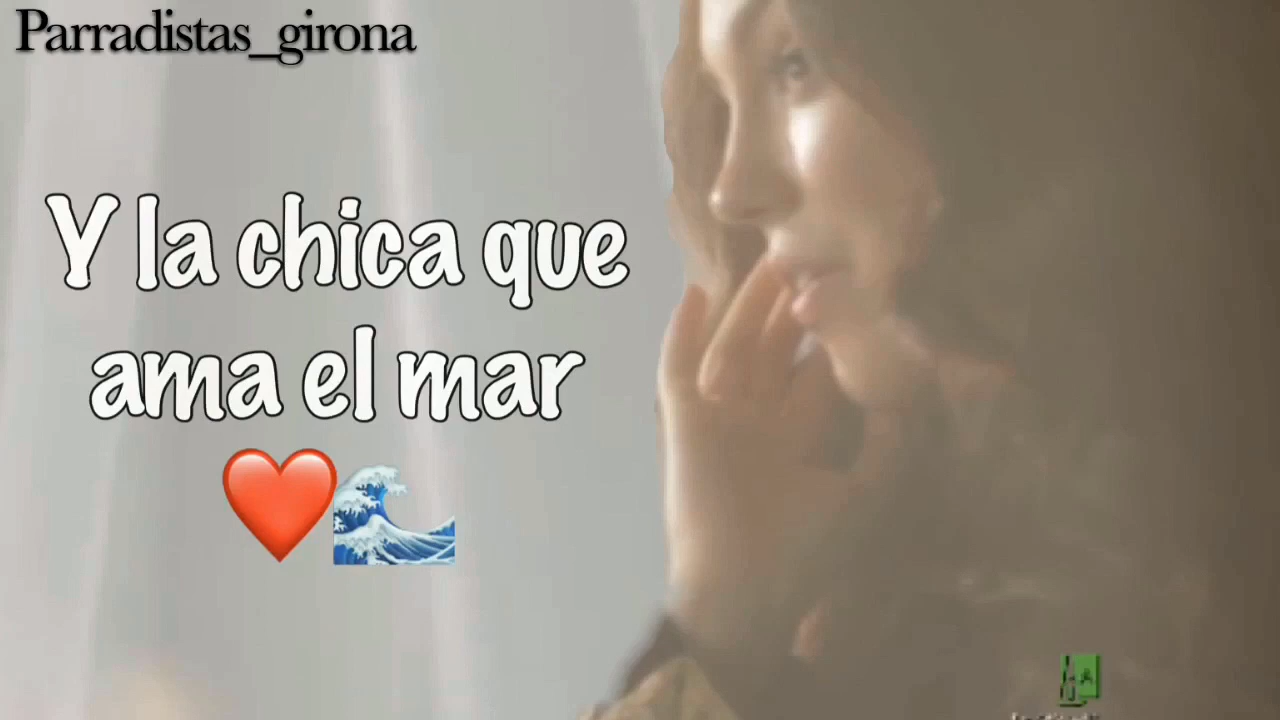 Parradistas_girona
Y la chica que
ama el mar
❤️🌊